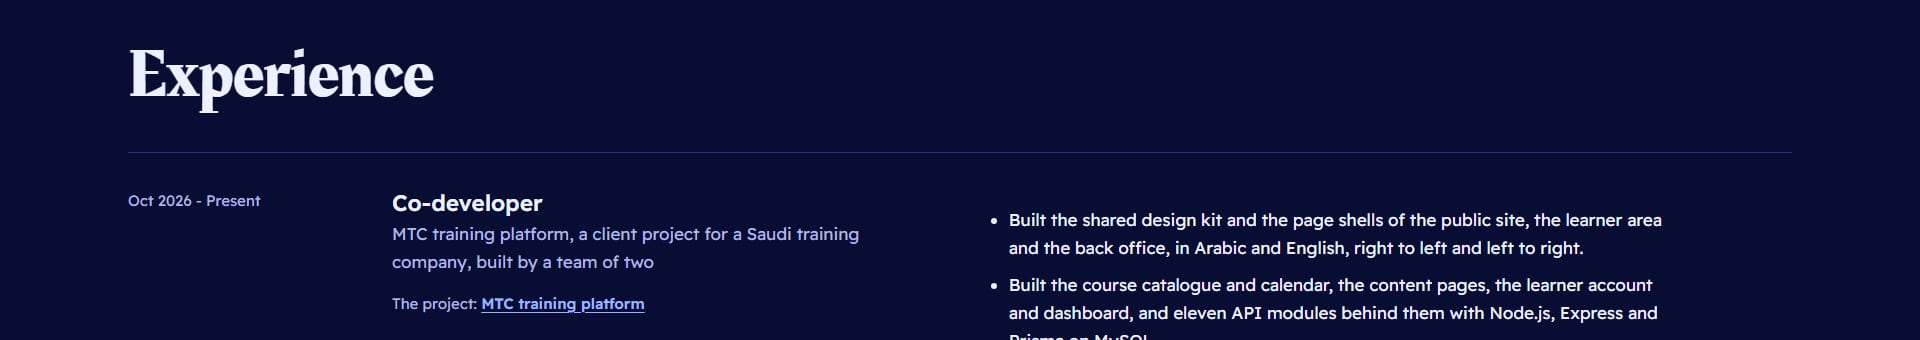 Experience
Oct 2026 - Present
Co-developer
MTC training platform, a client project for a Saudi training
company, built by a team of two
The project: MTC training platform
Built the shared design kit and the page shells of the public site, the learner area
and the back office, in Arabic and English, right to left and left to right.
Built the course catalogue and calendar, the content pages, the learner account
and dashboard, and eleven API modules behind them with Node.js, Express and
Prisma on MySQL